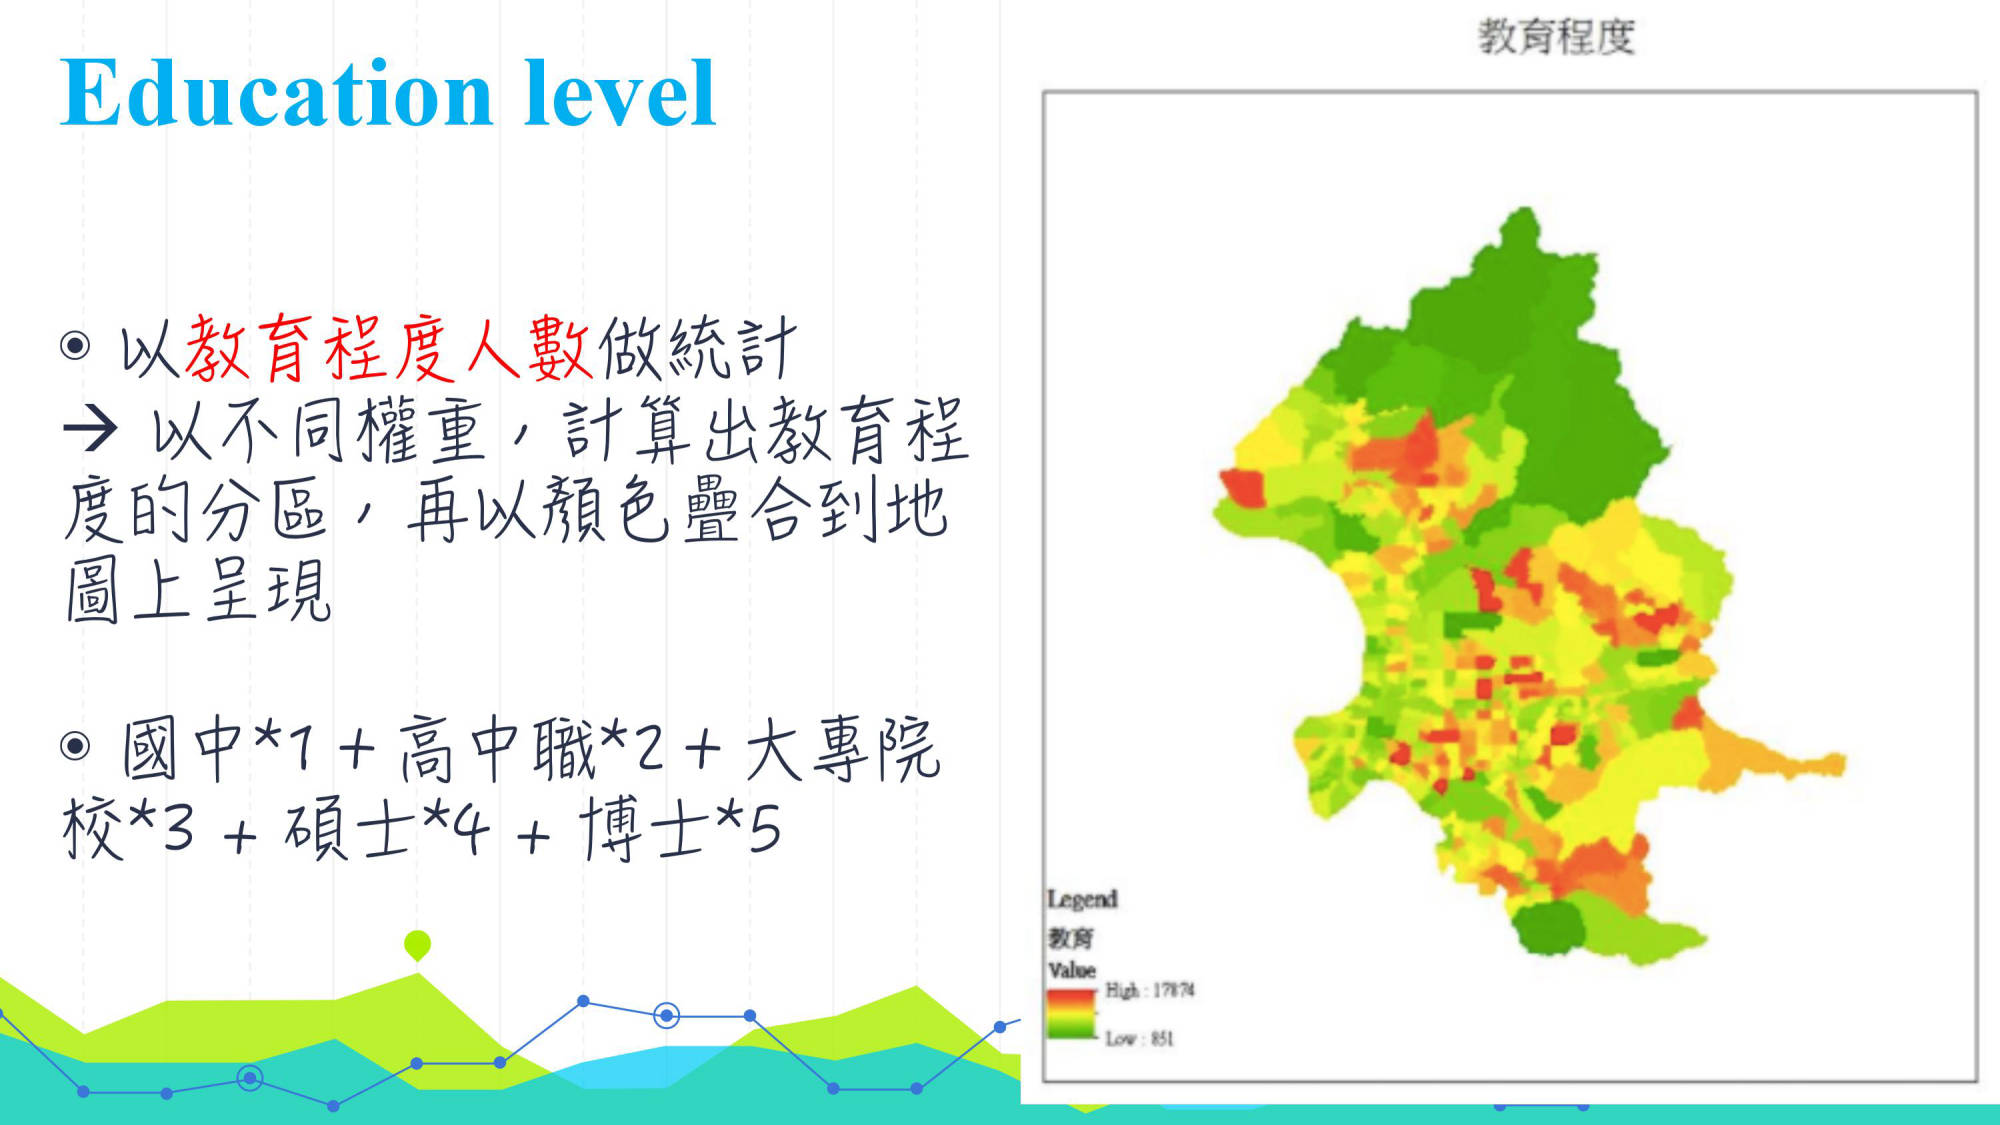 Education level
以教育程度人數做統計
→ 以不同權重，計算出教育程
度的分區，再以顏色疊合到地
圖上呈現
國中*1 + 高中職*2 + 大專院
校*3 + 碩士*4 + 博士*5
教育程度
Legend
教育
Value
High : 17874
Low : 851